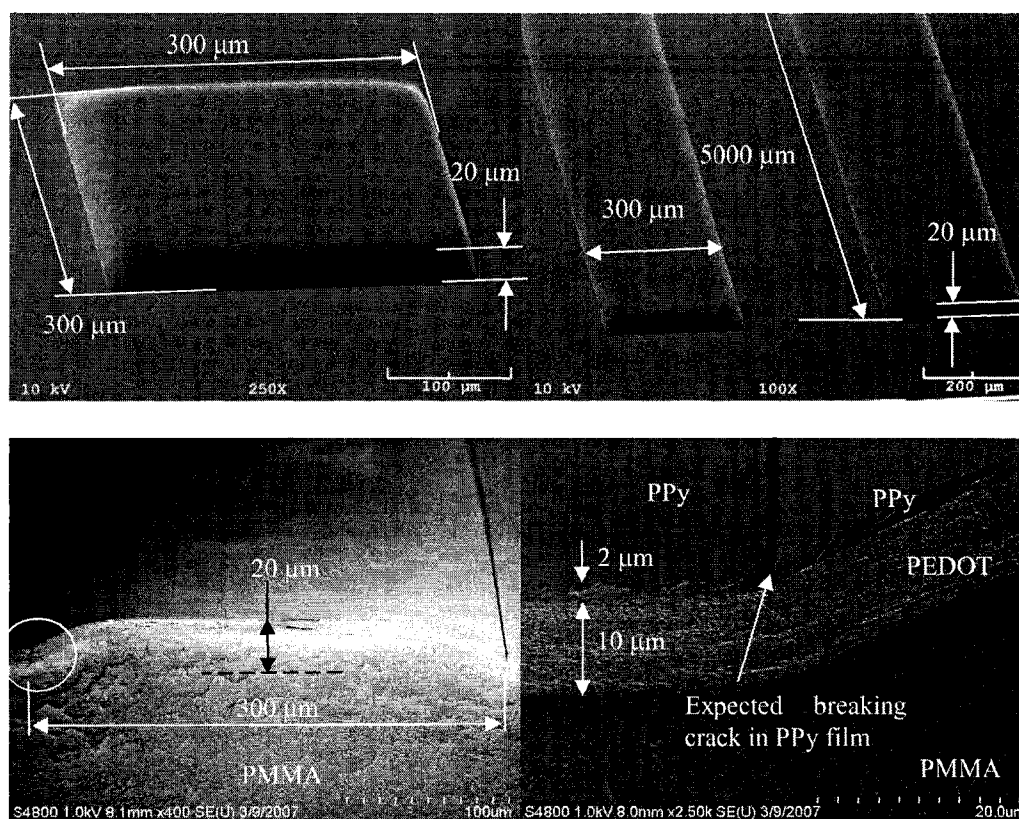 300 µm
20 µm
300 µm
10 kV 250X 100 µm
5000 µm
300 µm
20 µm
10 kV 100X 200 µm
20 µm
300 µm
PMMA
S4800 1.0kV 8.1mm x400 SE(U) 3/9/2007 100um
PPy PPy
2 µm
PEDOT
10 µm
Expected breaking
crack in PPy film
PMMA
S4800 1.0kV 8.0mm x2.50k SE(U) 3/9/2007 20.0um